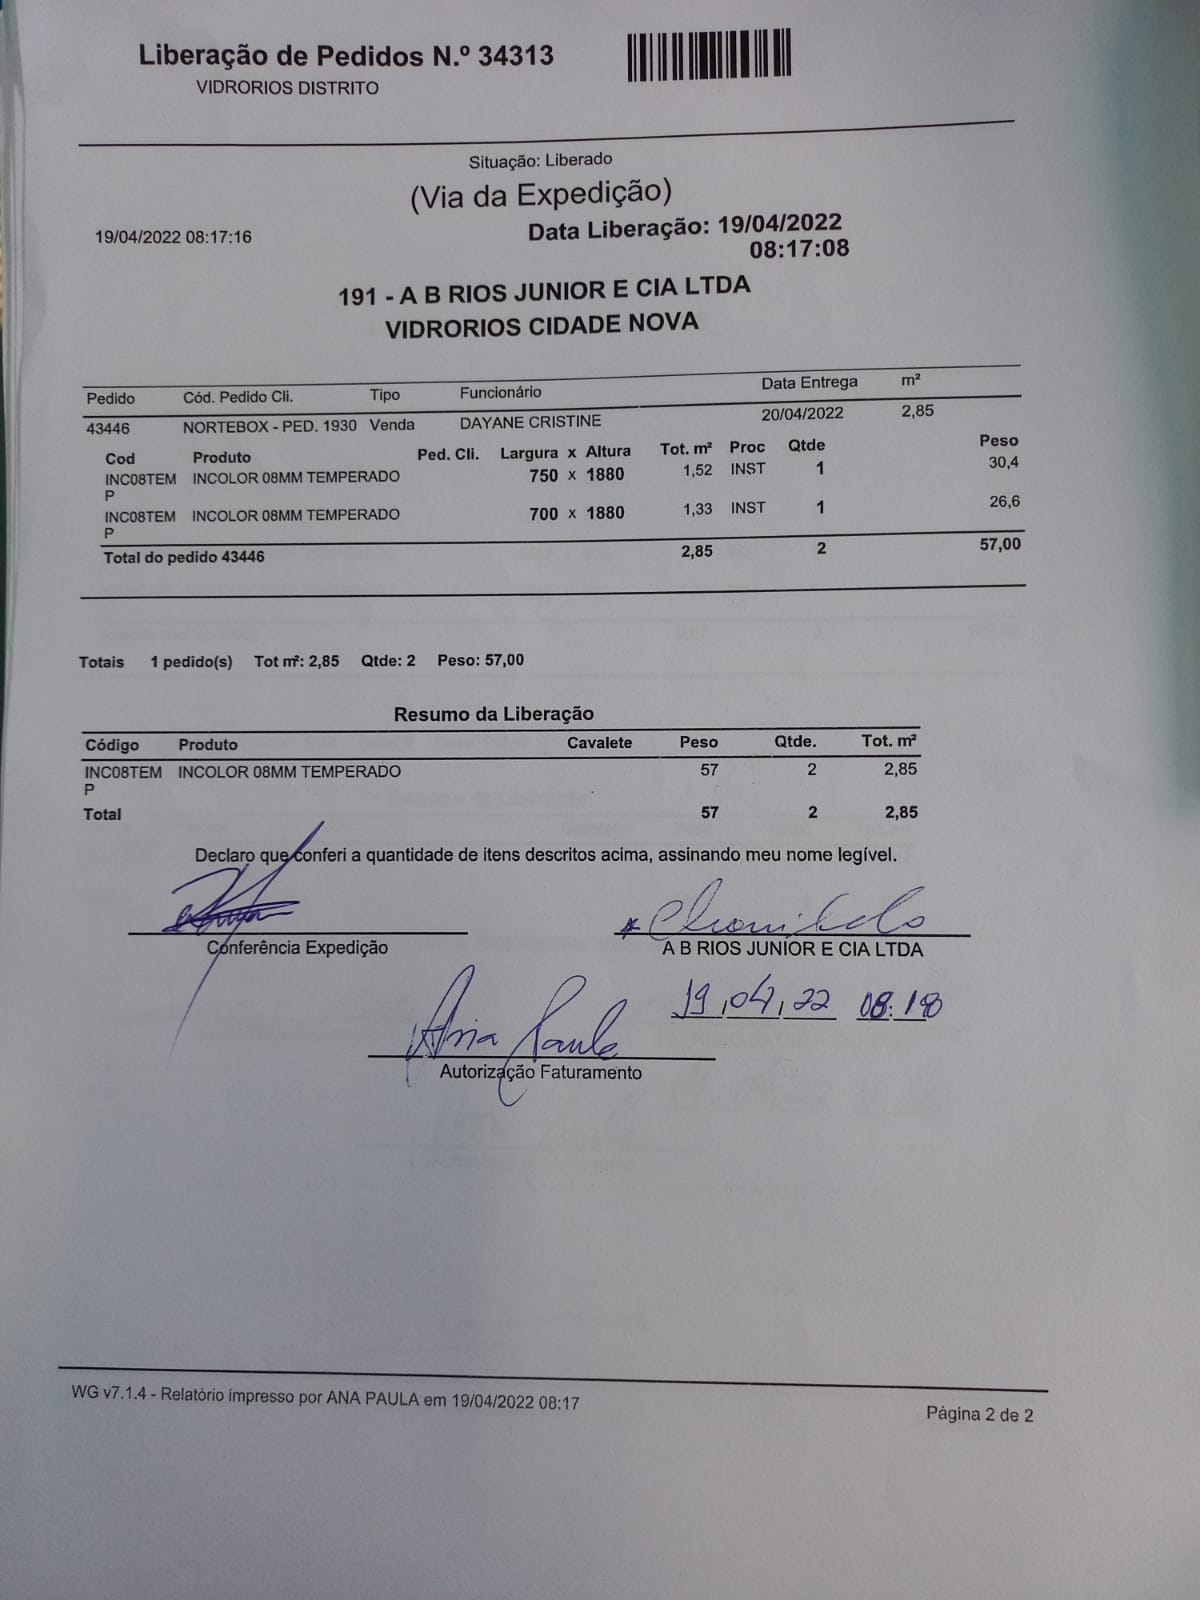 Liberação de Pedidos N.º 34313
VIDRORIOS DISTRITO
Situação: Liberado
(Via da Expedição)
19/04/2022 08:17:16
Data Liberação: 19/04/2022
08:17:08
191 - A B RIOS JUNIOR E CIA LTDA
VIDRORIOS CIDADE NOVA
Pedido Cód. Pedido Cli. Tipo Funcionário Data Entrega m²
43446 NORTEBOX - PED. 1930 Venda DAYANE CRISTINE 20/04/2022 2,85
Cod Produto Ped. Cli. Largura x Altura Tot. m² Proc Qtde Peso
INC08TEM INCOLOR 08MM TEMPERADO 750 x 1880 1,52 INST 1 30,4
P
INC08TEM INCOLOR 08MM TEMPERADO 700 x 1880 1,33 INST 1 26,6
P
Total do pedido 43446 2,85 2 57,00
Totais 1 pedido(s) Tot m²: 2,85 Qtde: 2 Peso: 57,00
Resumo da Liberação
Código Produto Cavalete Peso Qtde. Tot. m²
INC08TEM INCOLOR 08MM TEMPERADO 57 2 2,85
P
Total 57 2 2,85
Declaro que conferi a quantidade de itens descritos acima, assinando meu nome legível.
Conferência Expedição
A B RIOS JUNIOR E CIA LTDA
19,04,22 08:18
Ana Paula
Autorização Faturamento
WG v7.1.4 - Relatório impresso por ANA PAULA em 19/04/2022 08:17
Página 2 de 2